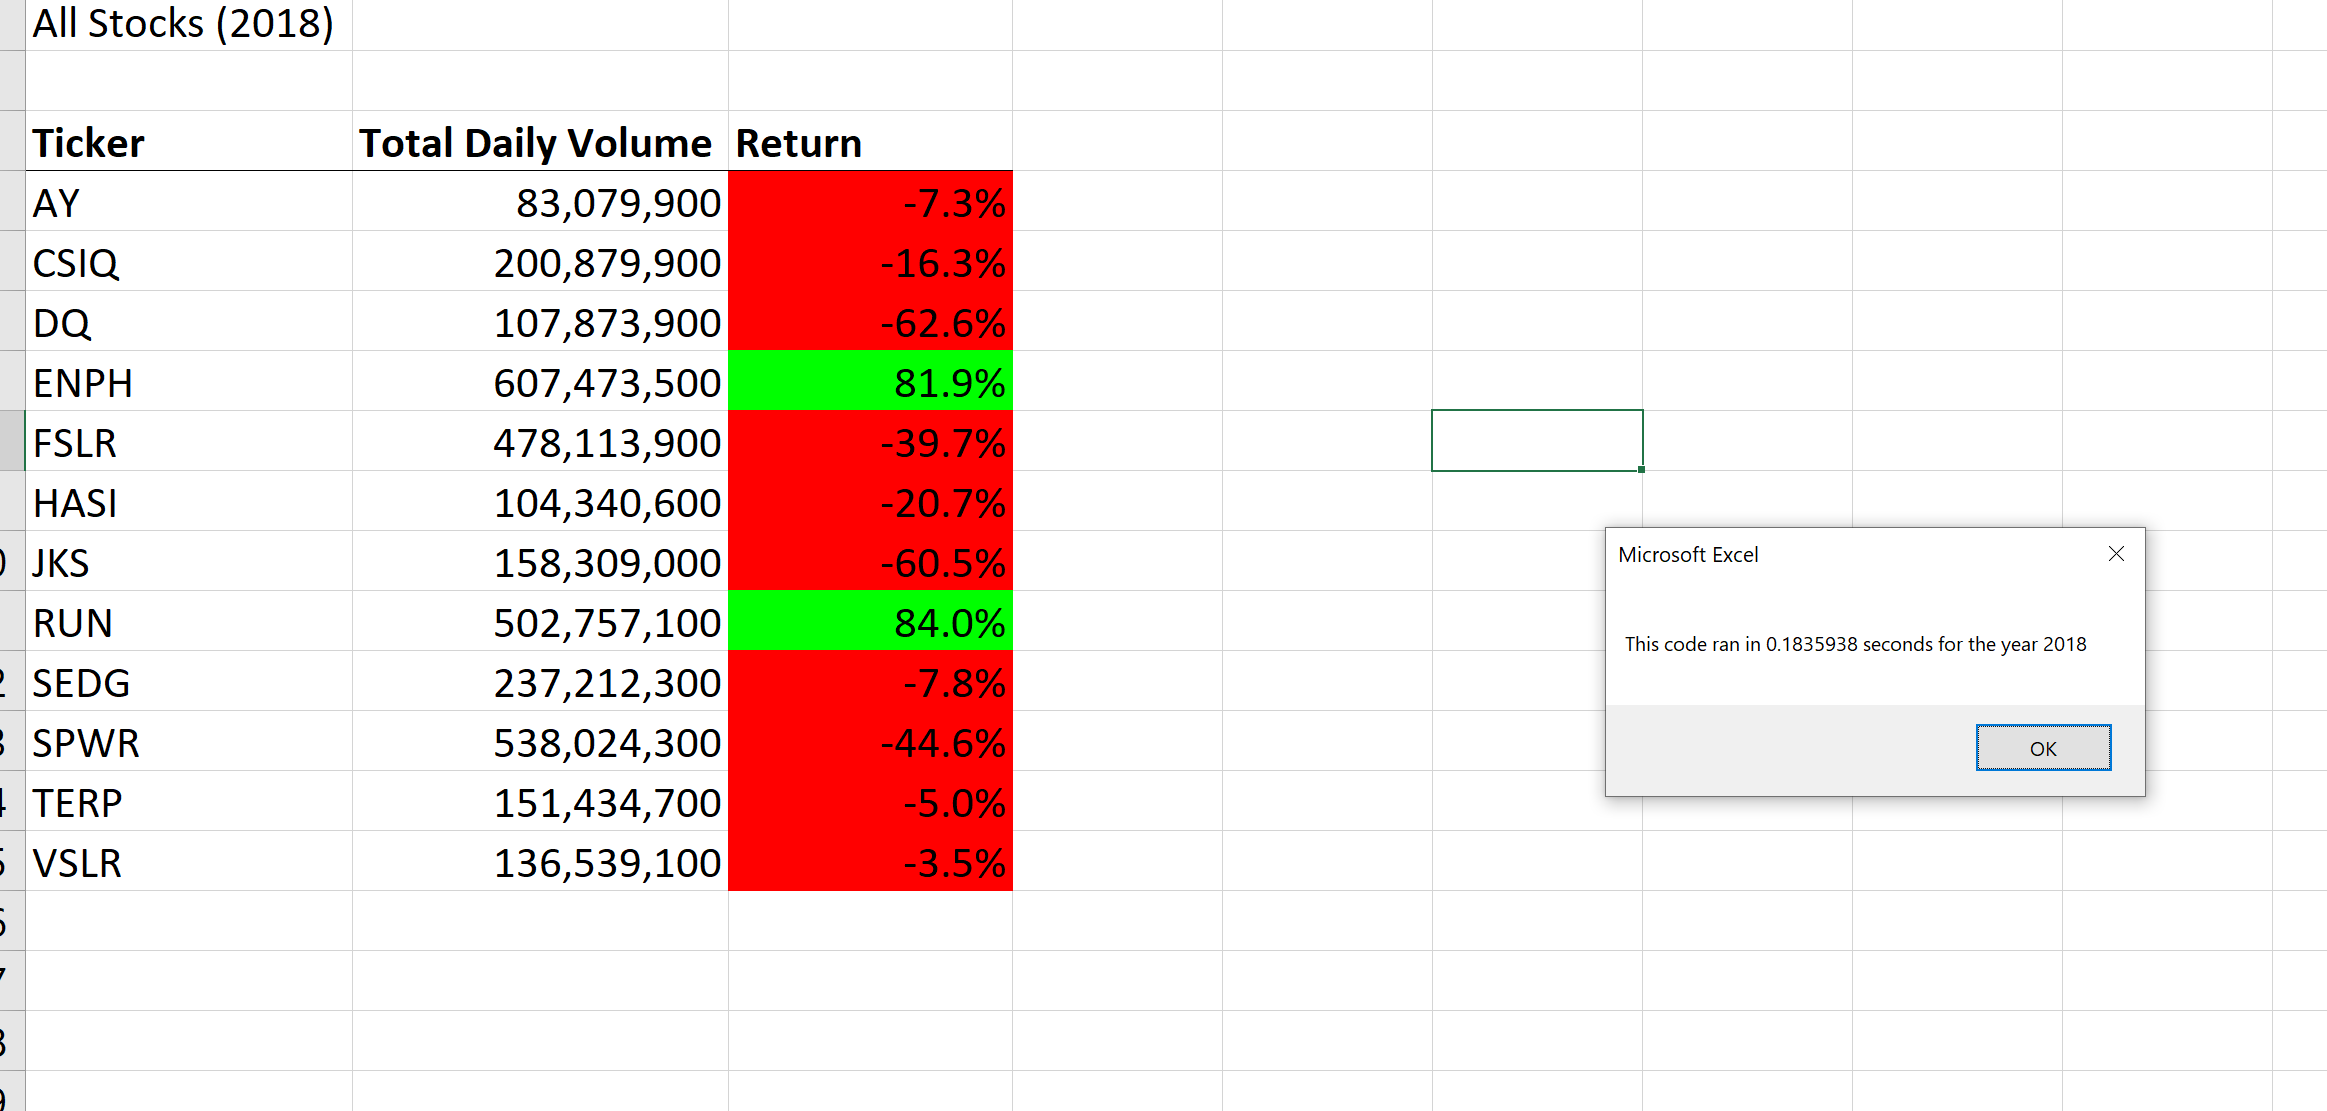 All Stocks (2018)
Ticker Total Daily Volume Return
AY 83,079,900 -7.3%
CSIQ 200,879,900 -16.3%
DQ 107,873,900 -62.6%
ENPH 607,473,500 81.9%
FSLR 478,113,900 -39.7%
HASI 104,340,600 -20.7%
JKS 158,309,000 -60.5%
RUN 502,757,100 84.0%
SEDG 237,212,300 -7.8%
SPWR 538,024,300 -44.6%
TERP 151,434,700 -5.0%
VSLR 136,539,100 -3.5%
Microsoft Excel
This code ran in 0.1835938 seconds for the year 2018
OK